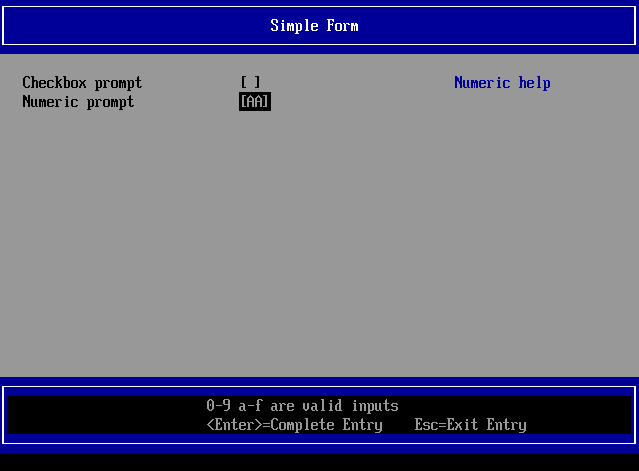 Simple Form
Checkbox prompt [ ] Numeric help
Numeric prompt [AA]
0-9 a-f are valid inputs
<Enter>=Complete Entry Esc=Exit Entry